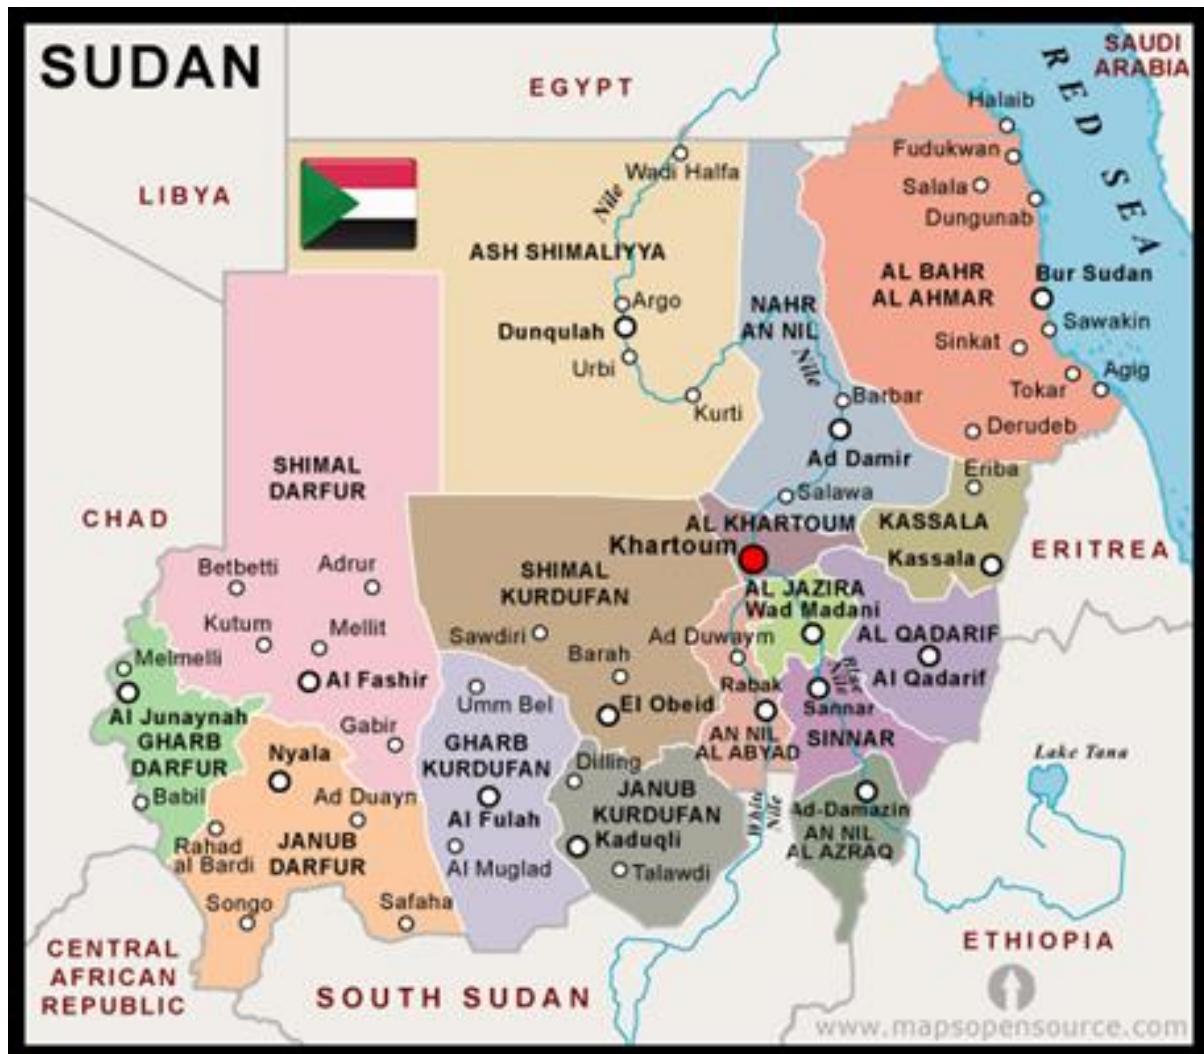 SUDAN
SAUDI
ARABIA
EGYPT
RED SEA
Halaib
LIBYA
Wadi Halfa
Fudukwan
Salala
Dungunab
Nile
ASH SHIMALIYYA
AL BAHR
AL AHMAR
Bur Sudan
Argo
NAHR
AN NIL
Dunqulah
Sawakin
Sinkat
Urbi
Nile
Tokar
Agig
Kurti
Barbar
Derudeb
Ad Damir
SHIMAL
DARFUR
Eriba
Salawa
CHAD
AL KHARTOUM
KASSALA
Khartoum
Kassala
ERITREA
Betbetti
Adrur
SHIMAL
KURDUFAN
AL JAZIRA
Wad Madani
Kutum
Mellit
Sawdiri
Ad Duwaym
AL QADARIF
Melmelli
Barah
Al Qadarif
Al Fashir
Umm Bel
El Obeid
Rabak
Blue
Nile
Sannar
Al Junaynah
Gabir
AN NIL
AL ABYAD
SINNAR
GHARB
DARFUR
Nyala
GHARB
KURDUFAN
Dilling
Lake Tana
Babil
Ad Duayn
Al Fulah
JANUB
KURDUFAN
White
Nile
Ad-Damazin
Rahad
al Bardi
JANUB
DARFUR
Kaduqli
AN NIL
AL AZRAQ
Al Muglad
Talawdi
Songo
Safaha
CENTRAL
AFRICAN
REPUBLIC
SOUTH SUDAN
ETHIOPIA
www.mapsopensource.com